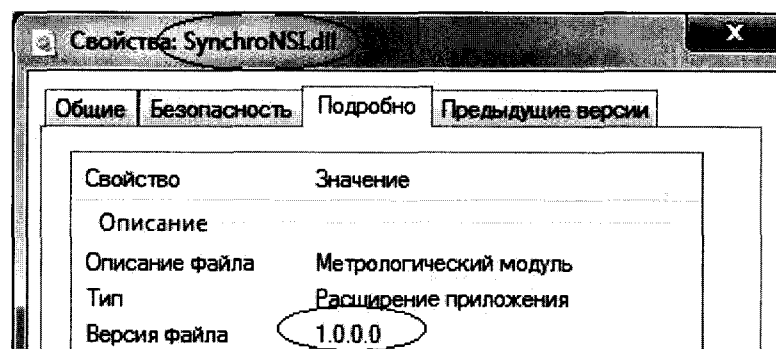 Свойства: SynchroNSI.dll
X
Общие Безопасность Подробно Предыдущие версии
Свойство Значение
Описание
Описание файла Метрологический модуль
Тип Расширение приложения
Версия файла 1.0.0.0